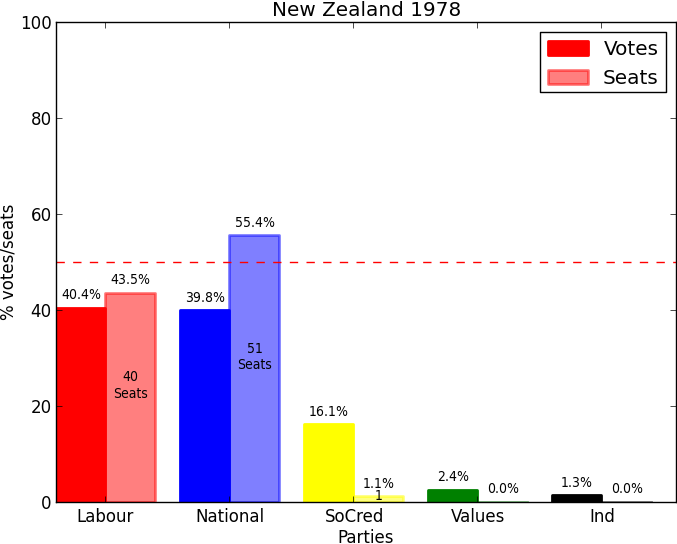 New Zealand 1978
Votes
Seats
% votes/seats
100
80
60
40
20
0
40.4%
43.5%
40
Seats
39.8%
55.4%
51
Seats
16.1%
1.1%
1
2.4%
0.0%
1.3%
0.0%
Labour
National
SoCred
Values
Ind
Parties